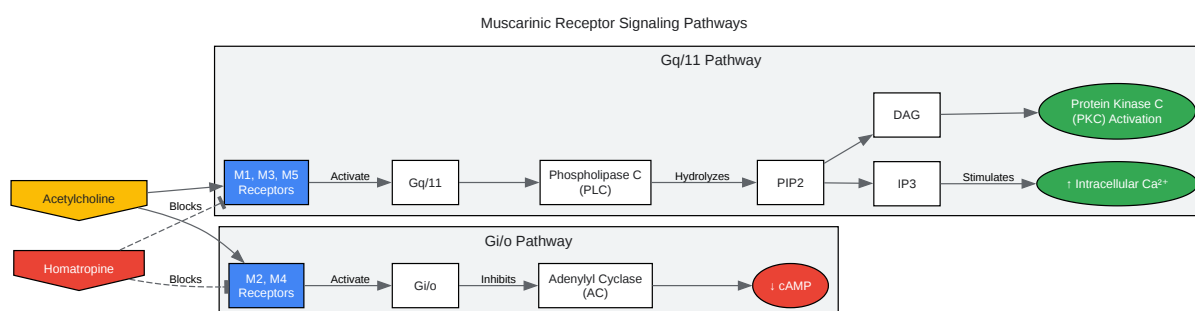 Muscarinic Receptor Signaling Pathways
Gq/11 Pathway
Protein Kinase C
(PKC) Activation
DAG
M1, M3, M5
Receptors
Activate
Gq/11
Phospholipase C
(PLC)
Hydrolyzes
PIP2
IP3
Stimulates
↑ Intracellular Ca²⁺
Acetylcholine
Blocks
Gi/o Pathway
Homatropine
Blocks
M2, M4
Receptors
Activate
Gi/o
Inhibits
Adenylyl Cyclase
(AC)
↓ cAMP